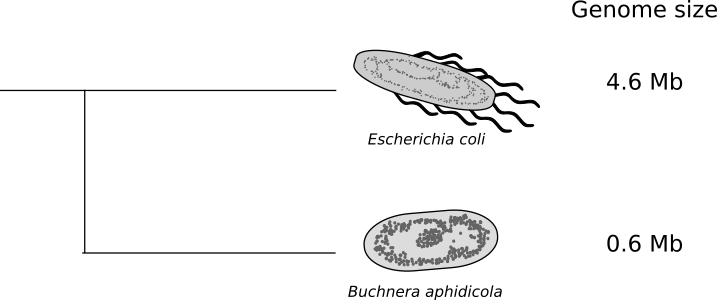 Genome size
4.6 Mb
Escherichia coli
0.6 Mb
Buchnera aphidicola